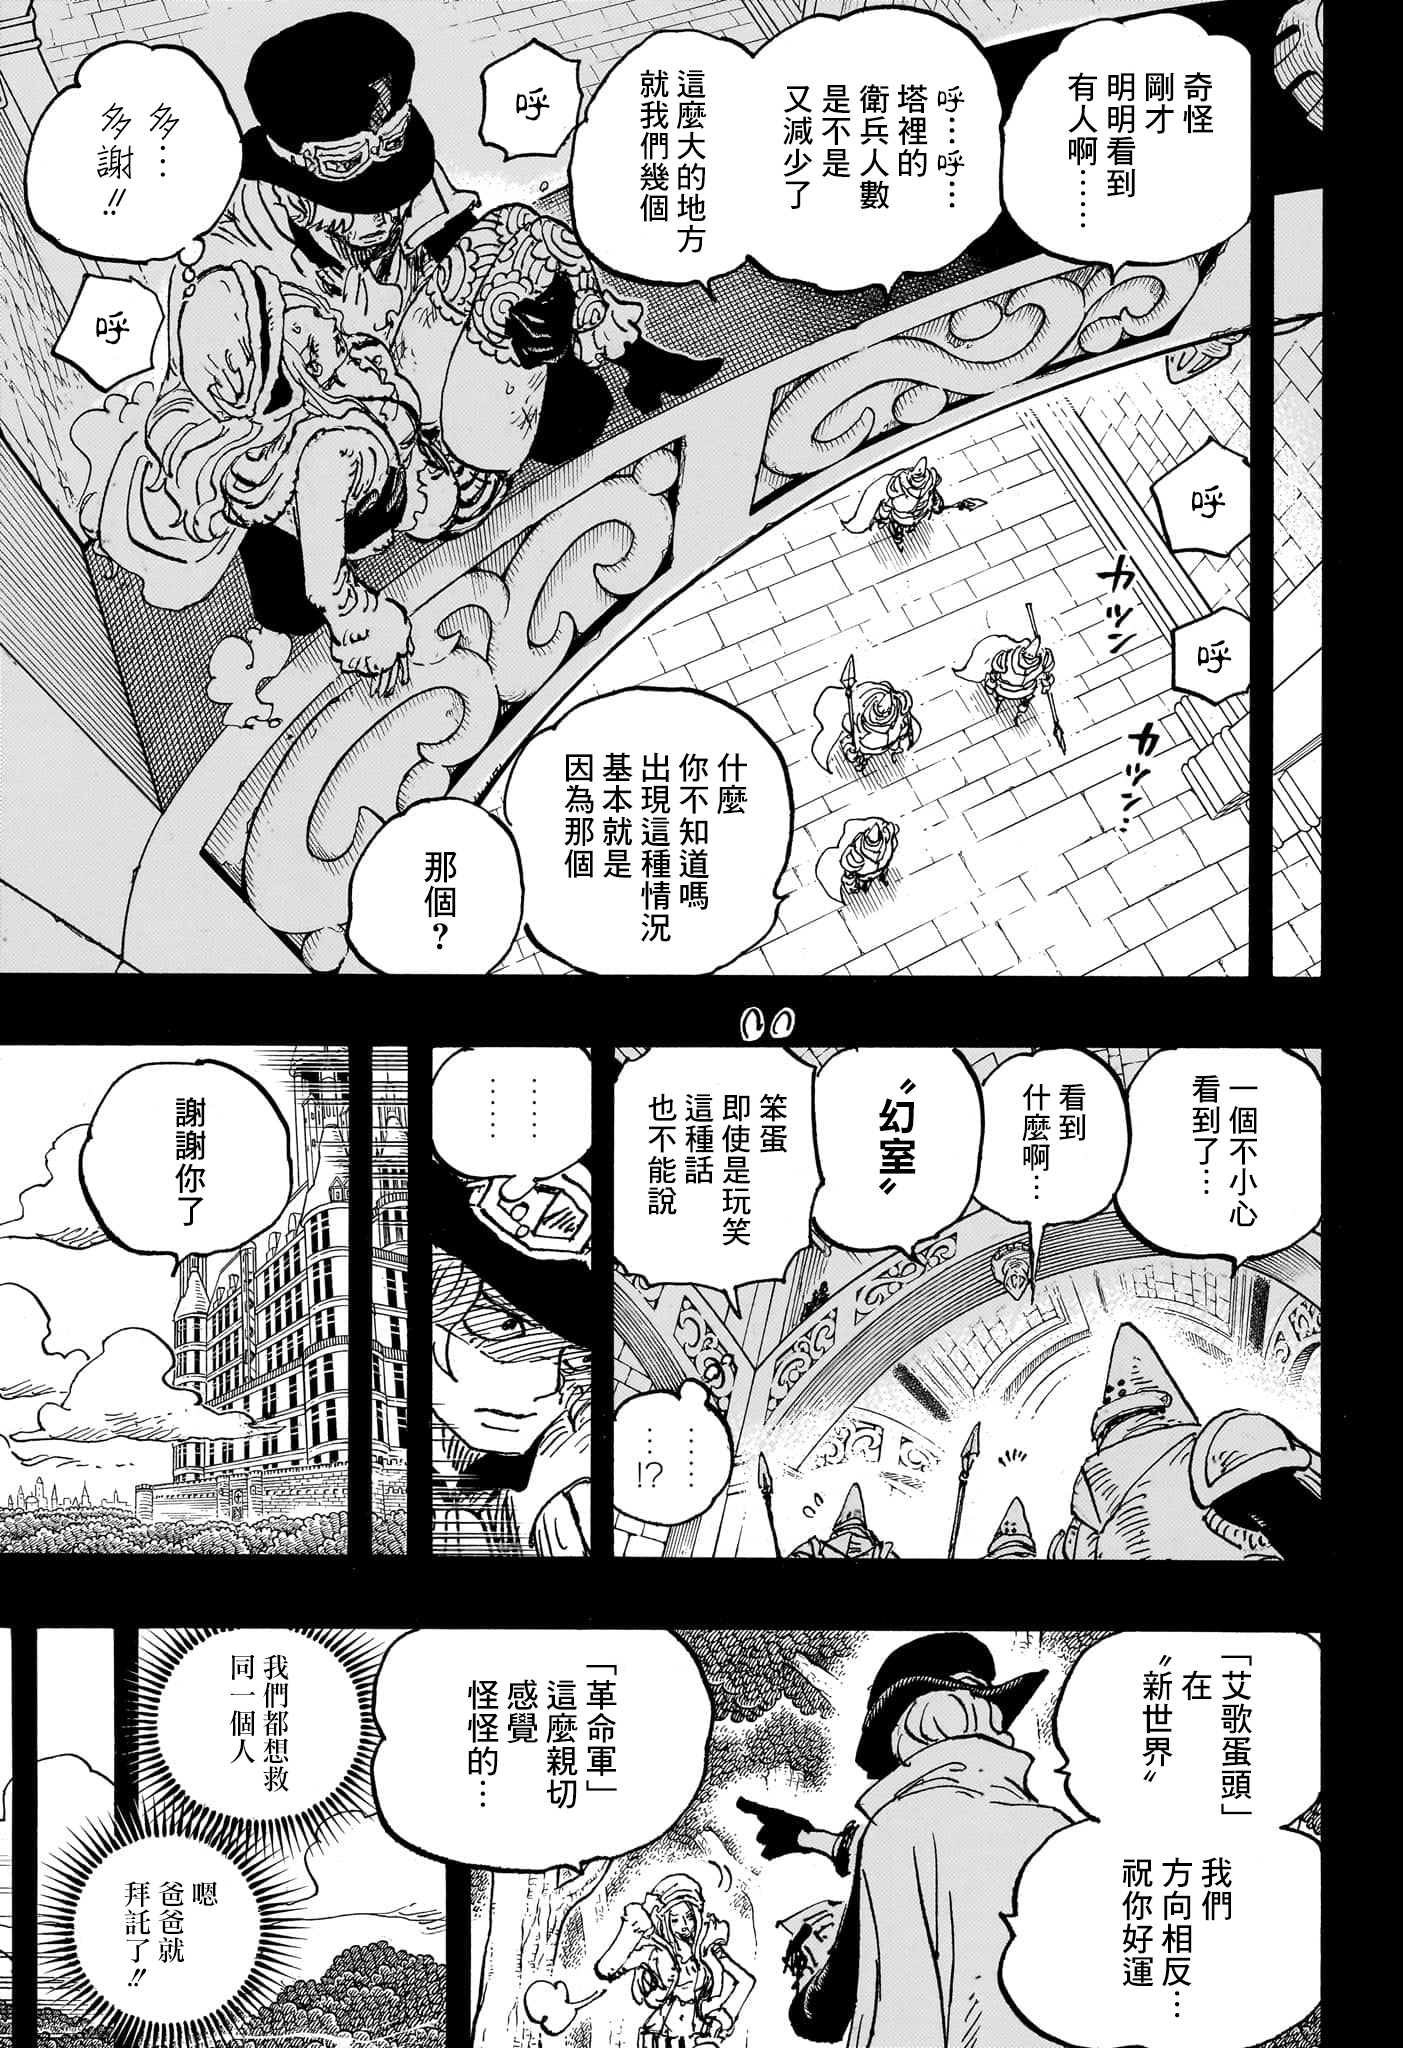 奇怪
剛才
明明看到
有人啊……
呼…呼…
塔裡的
衛兵人數
是不是
又減少了
這麼大的地方
就我們幾個
呼
多…
多謝!!
呼
呼
カツッ
呼
カツン…
什麼
你不知道嗎
出現這種情況
基本就是
因為那個
那個?
一個不小心
看到了…
看到
什麼啊…
〝幻室〞
笨蛋
即使是玩笑
這種話
也不能說
……
……!?
……
……
謝謝你了
「艾歌蛋頭」
在
〝新世界〞
我們
方向相反…
祝你好運
「革命軍」
這麼親切
感覺
怪怪的…
我們都想救
同一個人
嗯
爸爸就
拜託了!!